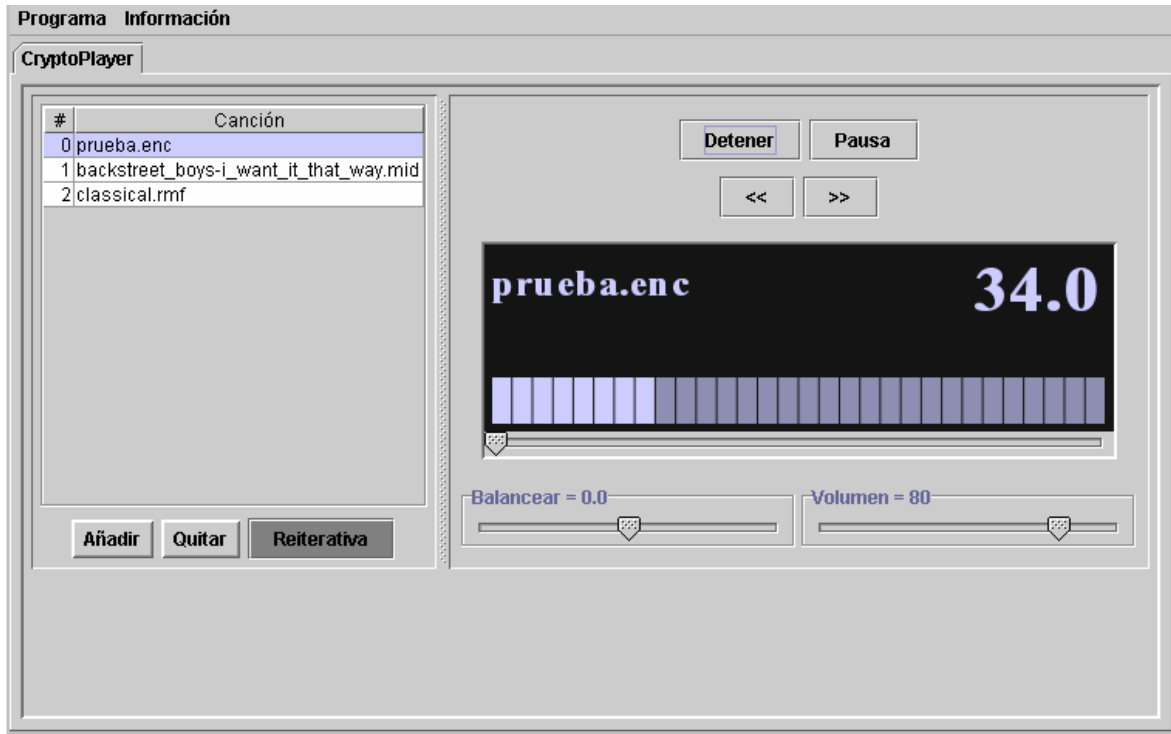 Programa Información
CryptoPlayer
# Canción
0 prueba.enc
1 backstreet_boys-i_want_it_that_way.mid
2 classical.rmf
Añadir Quitar Reiterativa
Detener Pausa
<< >>
prueba.enc 34.0
Balancear = 0.0 Volumen = 80